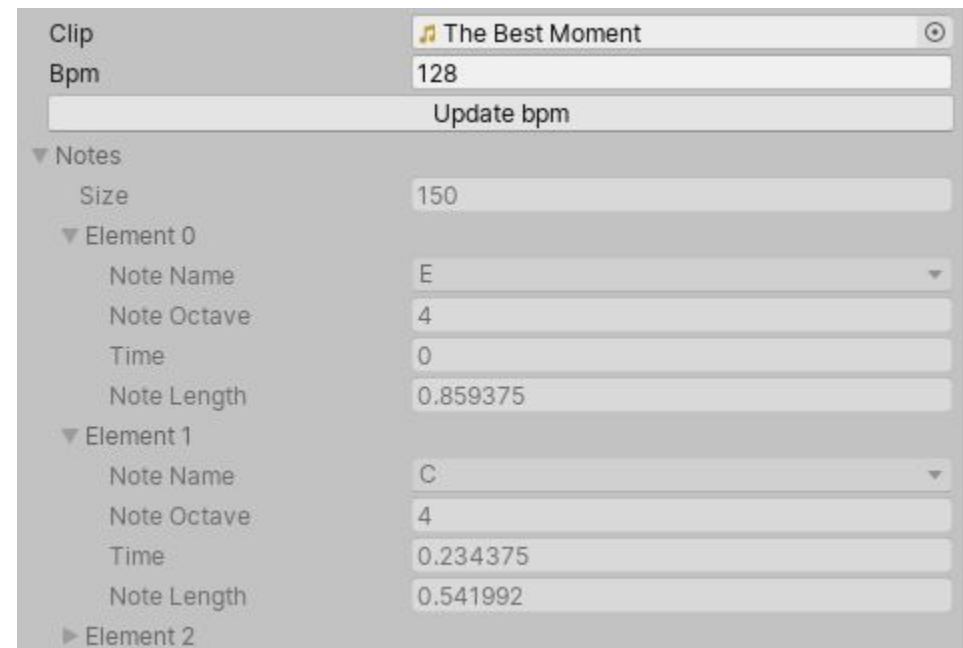 Clip The Best Moment
Bpm 128
Update bpm
Notes
Size 150
Element 0
Note Name E
Note Octave 4
Time 0
Note Length 0.859375
Element 1
Note Name C
Note Octave 4
Time 0.234375
Note Length 0.541992
Element 2